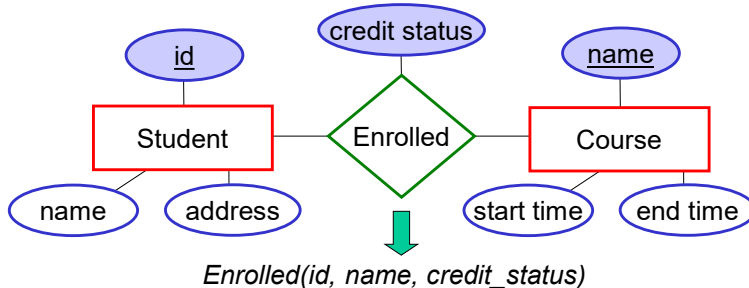 credit status
id
name
Student
Enrolled
Course
name
address
start time
end time
Enrolled(id, name, credit_status)